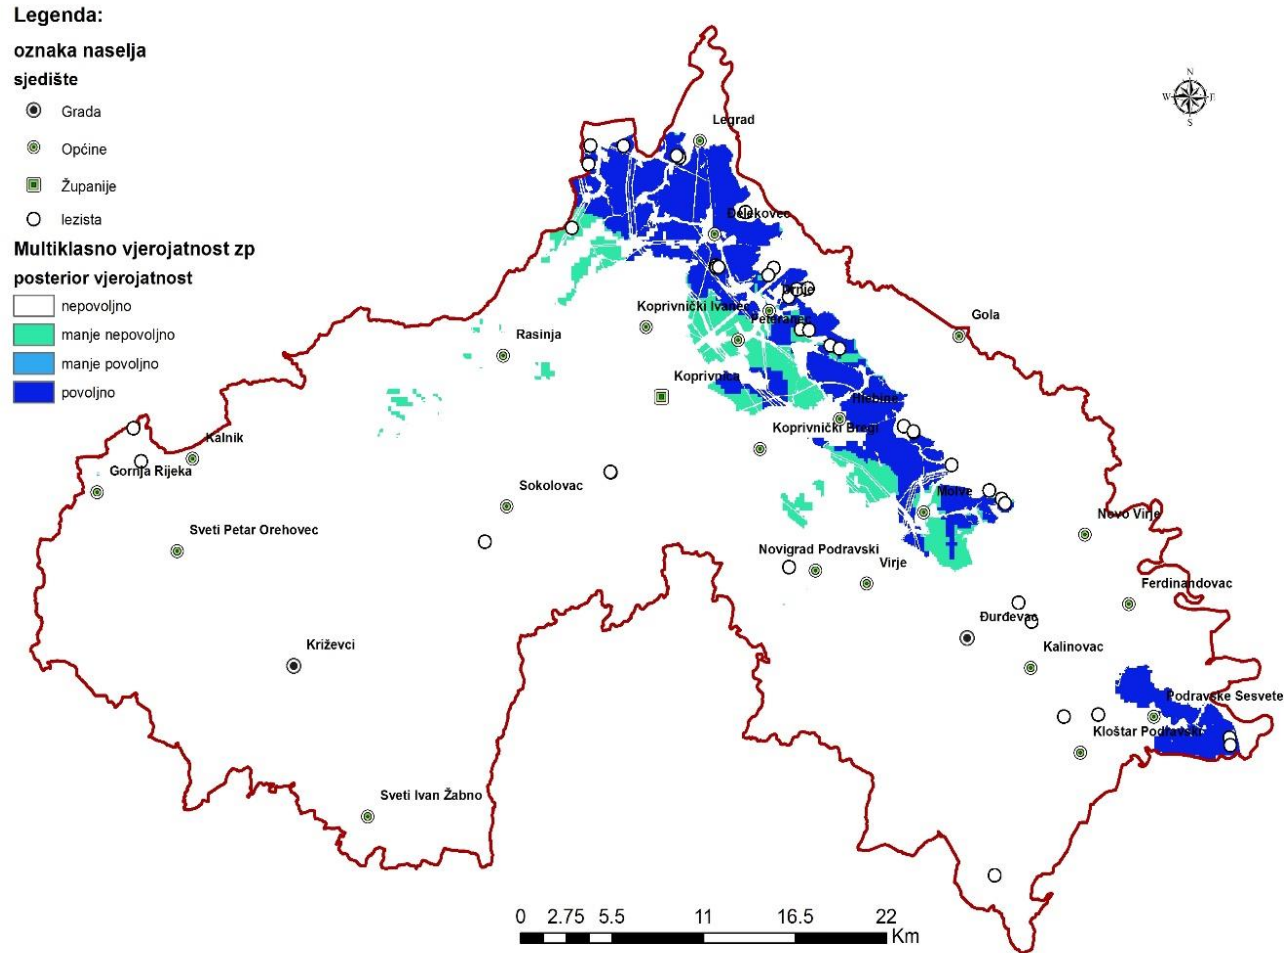 Legenda:
oznaka naselja
sjedište
Grada
Općine
Županije
lezista
Multiklasno vjerojatnost zp
posterior vjerojatnost
nepovoljno
manje nepovoljno
manje povoljno
povoljno
N
W E
S
Legrad
Đelekovec
Drnje
Koprivnički Ivanec
Peteranec
Gola
Rasinja
Koprivnica
Hlebine
Koprivnički Bregi
Kalnik
Gornja Rijeka
Sokolovac
Molve
Novo Virje
Sveti Petar Orehovec
Novigrad Podravski
Virje
Ferdinandovac
Đurđevac
Križevci
Kalinovac
Podravske Sesvete
Kloštar Podravski
Sveti Ivan Žabno
0 2.75 5.5 11 16.5 22
Km